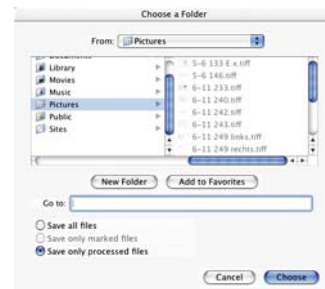 Choose a Folder
From: Pictures
Documents
Library
Movies
Music
Pictures
Public
Sites
5-6 133 E x.tiff
5-6 146.tiff
6-11 233.tiff
6-11 240.tiff
6-11 242.tiff
6-11 243.tiff
6-11 249 links.tiff
6-11 249 rechts.tiff
New Folder
Add to Favorites
Go to:
Save all files
Save only marked files
Save only processed files
Cancel
Choose